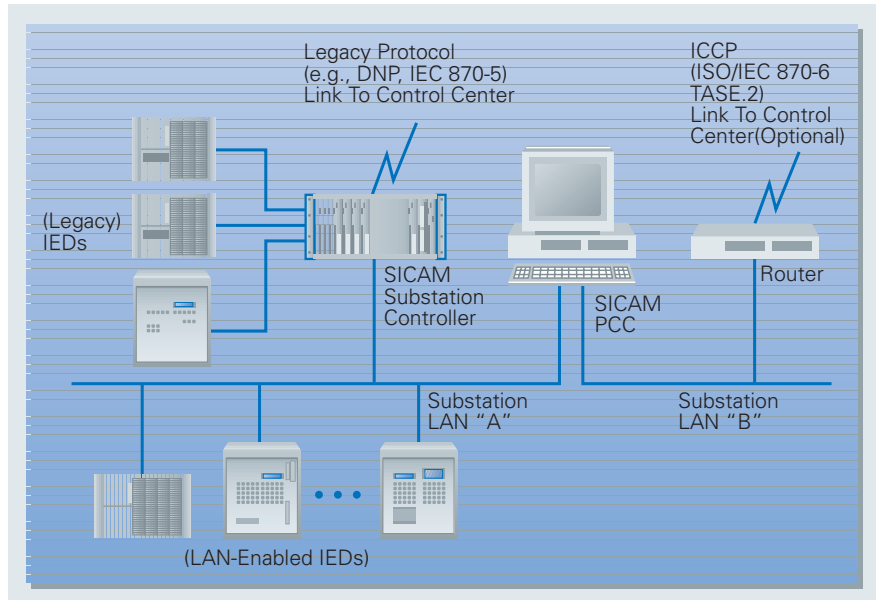 Legacy Protocol
(e.g., DNP, IEC 870-5)
Link To Control Center
ICCP
(ISO/IEC 870-6
TASE.2)
Link To Control
Center(Optional)
(Legacy)
IEDs
SICAM
Substation
Controller
SICAM
PCC
Router
Substation
LAN “A”
Substation
LAN “B”
(LAN-Enabled IEDs)